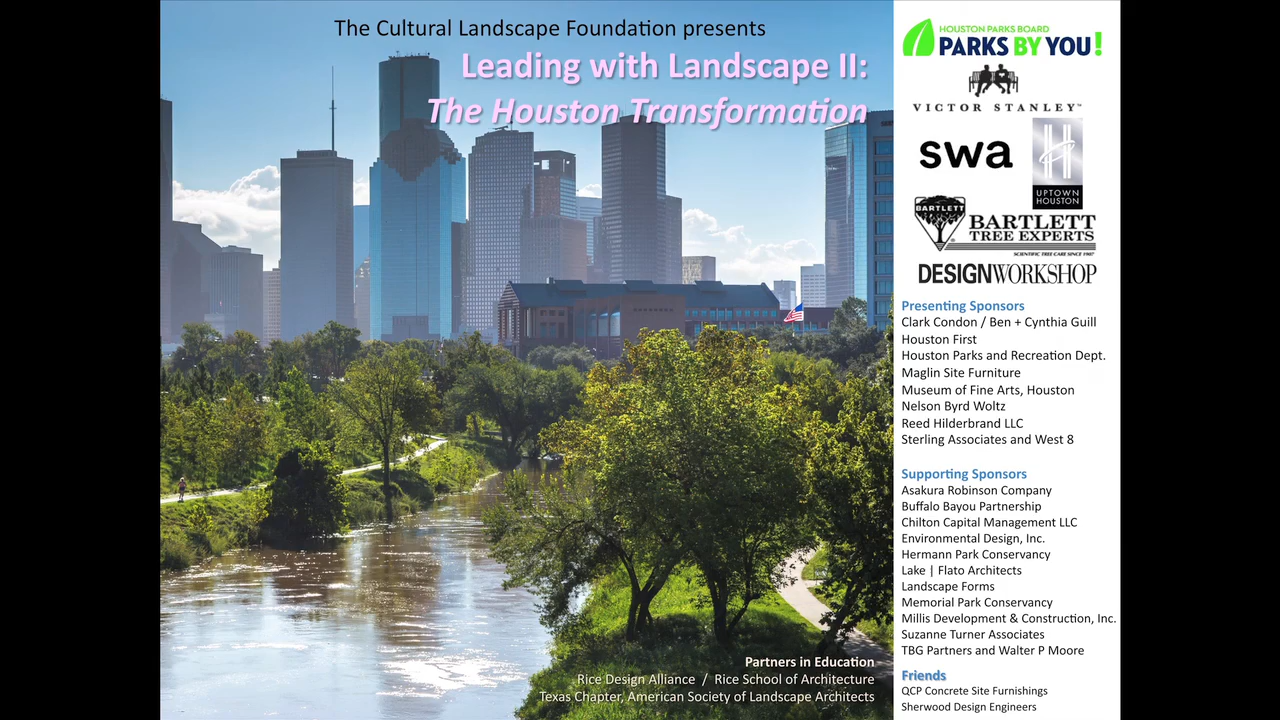 The Cultural Landscape Foundation presents
Leading with Landscape II:
The Houston Transformation
Partners in Education
Rice Design Alliance / Rice School of Architecture
Texas Chapter, American Society of Landscape Architects
HOUSTON PARKS BOARD
PARKS BY YOU!
VICTOR STANLEY™
swa
H
UPTOWN
HOUSTON
BARTLETT
BARTLETT
TREE EXPERTS
SCIENTIFIC TREE CARE SINCE 1907
DESIGNWORKSHOP
Presenting Sponsors
Clark Condon / Ben + Cynthia Guill
Houston First
Houston Parks and Recreation Dept.
Maglin Site Furniture
Museum of Fine Arts, Houston
Nelson Byrd Woltz
Reed Hilderbrand LLC
Sterling Associates and West 8
Supporting Sponsors
Asakura Robinson Company
Buffalo Bayou Partnership
Chilton Capital Management LLC
Environmental Design, Inc.
Hermann Park Conservancy
Lake | Flato Architects
Landscape Forms
Memorial Park Conservancy
Millis Development & Construction, Inc.
Suzanne Turner Associates
TBG Partners and Walter P Moore
Friends
QCP Concrete Site Furnishings
Sherwood Design Engineers